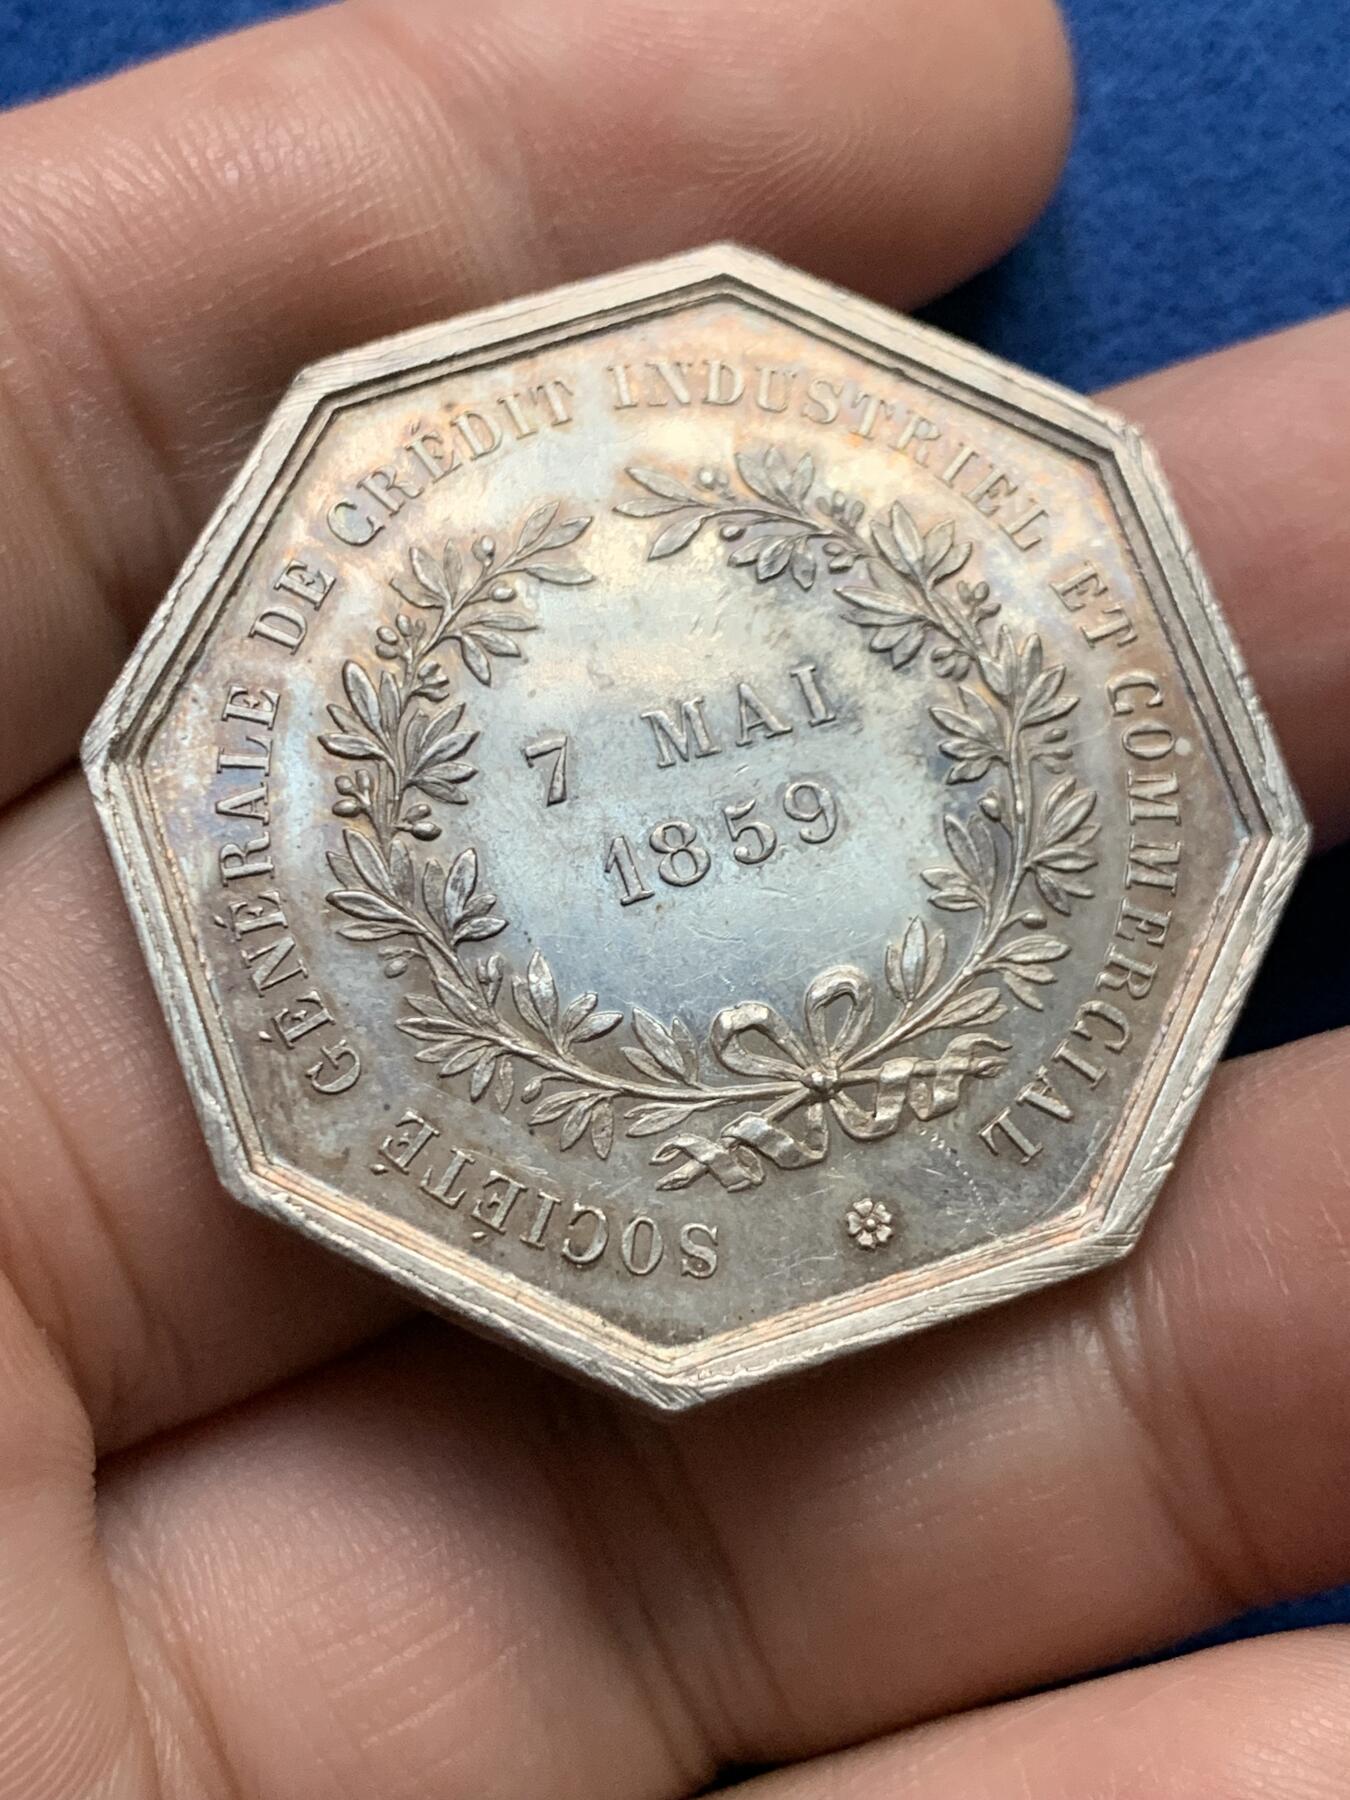 SOCIÉTÉ GÉNÉRALE DE CRÉDIT INDUSTRIEL ET COMMERCIAL
7 MAI
1859